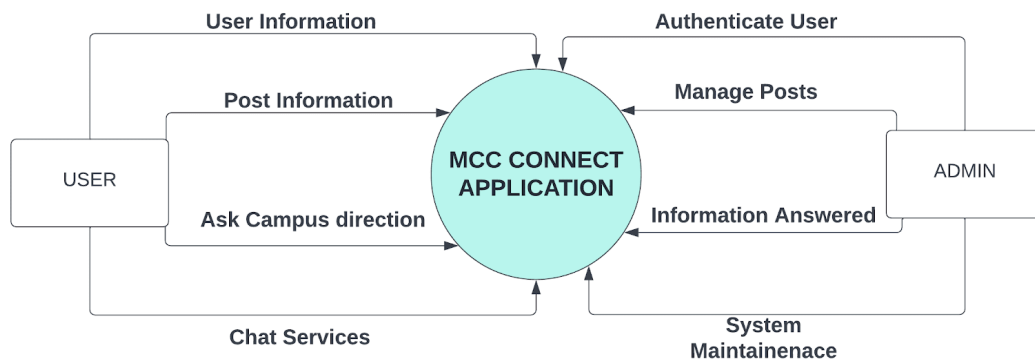 User Information
Authenticate User
Post Information
Manage Posts
USER
MCC CONNECT
APPLICATION
ADMIN
Ask Campus direction
Information Answered
Chat Services
System
Maintainenace